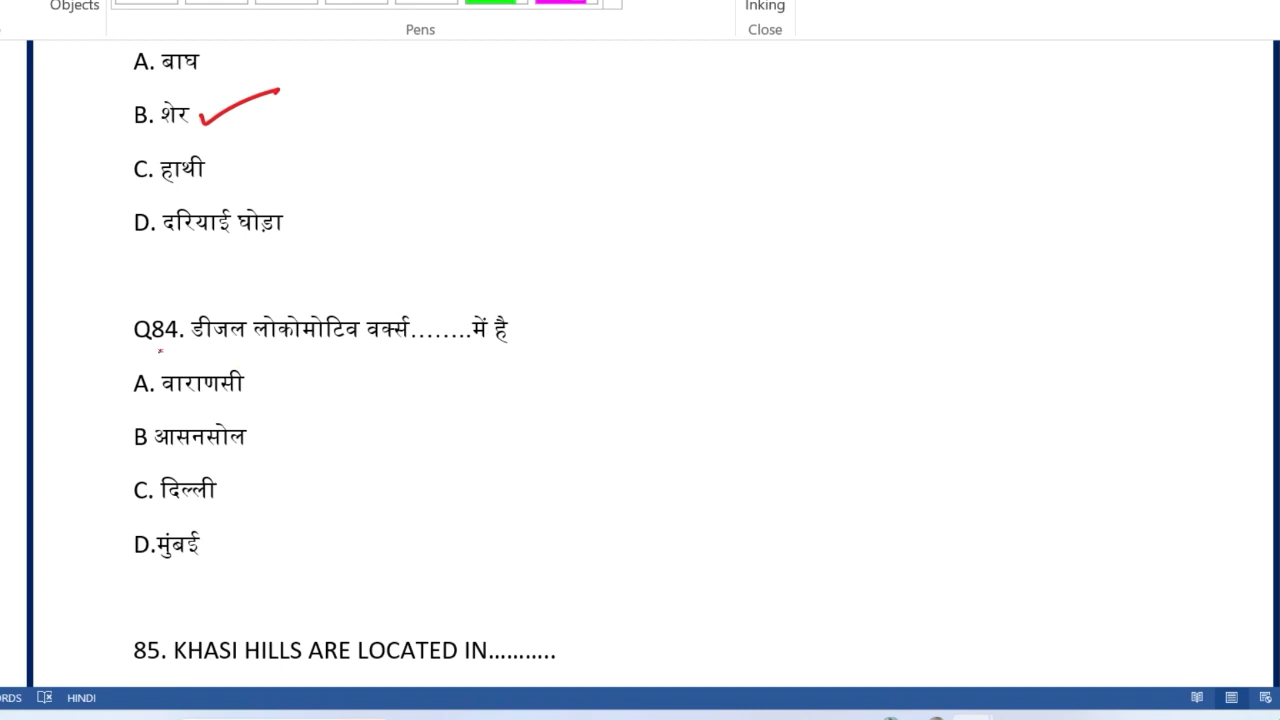 Objects
Pens
Inking
Close
A. बाघ
B. शेर
C. हाथी
D. दरियाई घोड़ा
Q84. डीजल लोकोमोटिव वर्क्स........में है
A. वाराणसी
B आसनसोल
C. दिल्ली
D.मुंबई
85. KHASI HILLS ARE LOCATED IN...........
HINDI